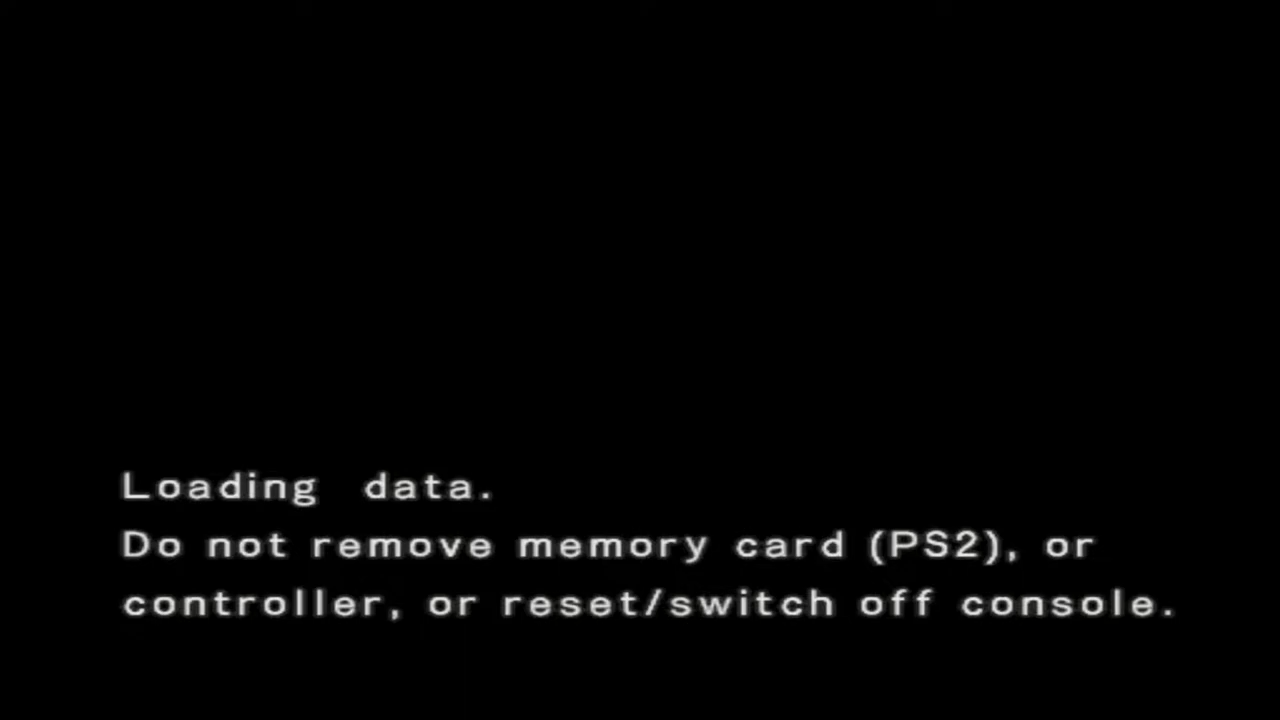 Loading data.
Do not remove memory card (PS2), or
controller, or reset/switch off console.